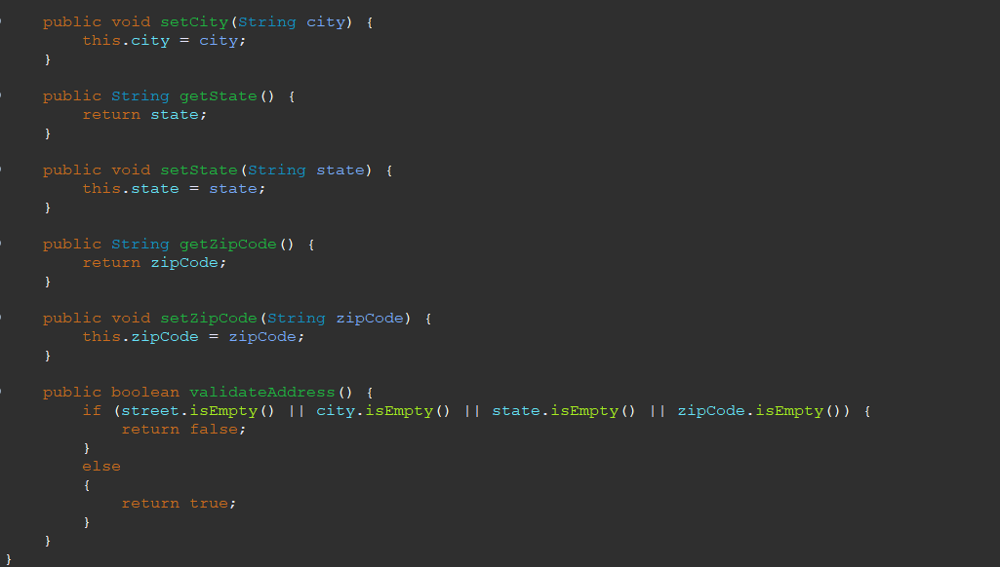 public void setCity(String city) {
this.city = city;
}
public String getState() {
return state;
}
public void setState(String state) {
this.state = state;
}
public String getZipCode() {
return zipCode;
}
public void setZipCode(String zipCode) {
this.zipCode = zipCode;
}
public boolean validateAddress() {
if (street.isEmpty() || city.isEmpty() || state.isEmpty() || zipCode.isEmpty()) {
return false;
}
else
{
return true;
}
}
}